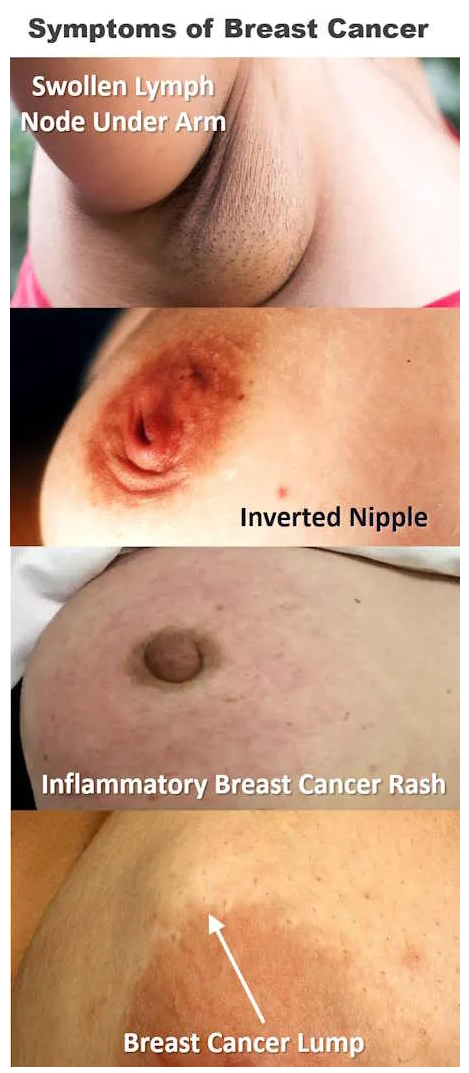 Symptoms of Breast Cancer
Swollen Lymph
Node Under Arm
Inverted Nipple
Inflammatory Breast Cancer Rash
Breast Cancer Lump